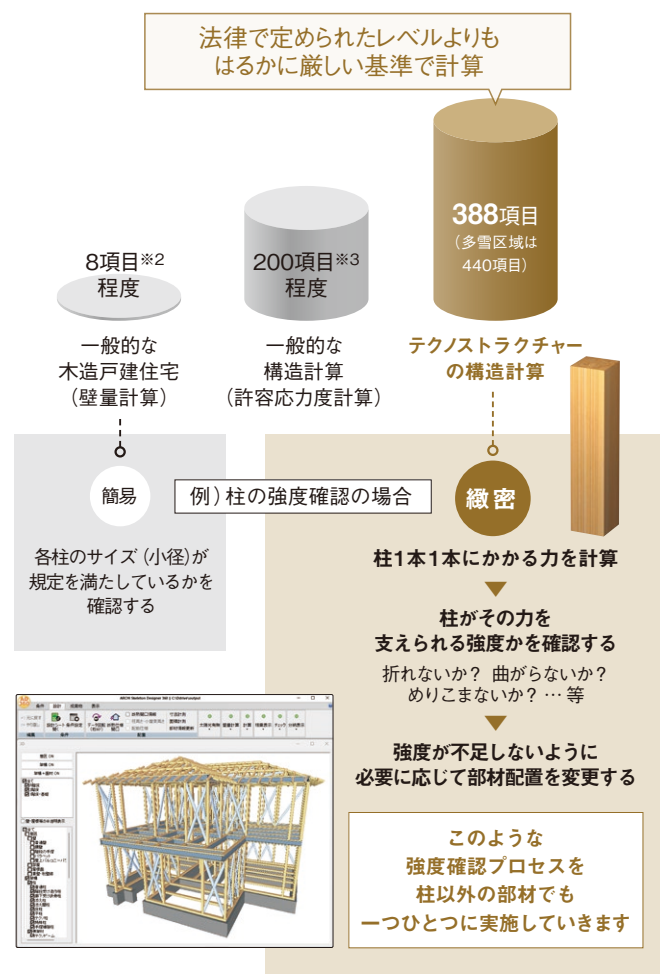 法律で定められたレベルよりも
はるかに厳しい基準で計算
388項目
（多雪区域は
440項目）
200項目※3
程度
8項目※2
程度
一般的な
木造戸建住宅
（壁量計算）
一般的な
構造計算
（許容応力度計算）
テクノストラクチャー
の構造計算
簡易
例）柱の強度確認の場合
緻密
各柱のサイズ（小径）が
規定を満たしているかを
確認する
柱1本1本にかかる力を計算
柱がその力を
支えられる強度かを確認する
折れないか？ 曲がらないか？
めりこまないか？ … 等
強度が不足しないように
必要に応じて部材配置を変更する
このような
強度確認プロセスを
柱以外の部材でも
一つひとつに実施していきます